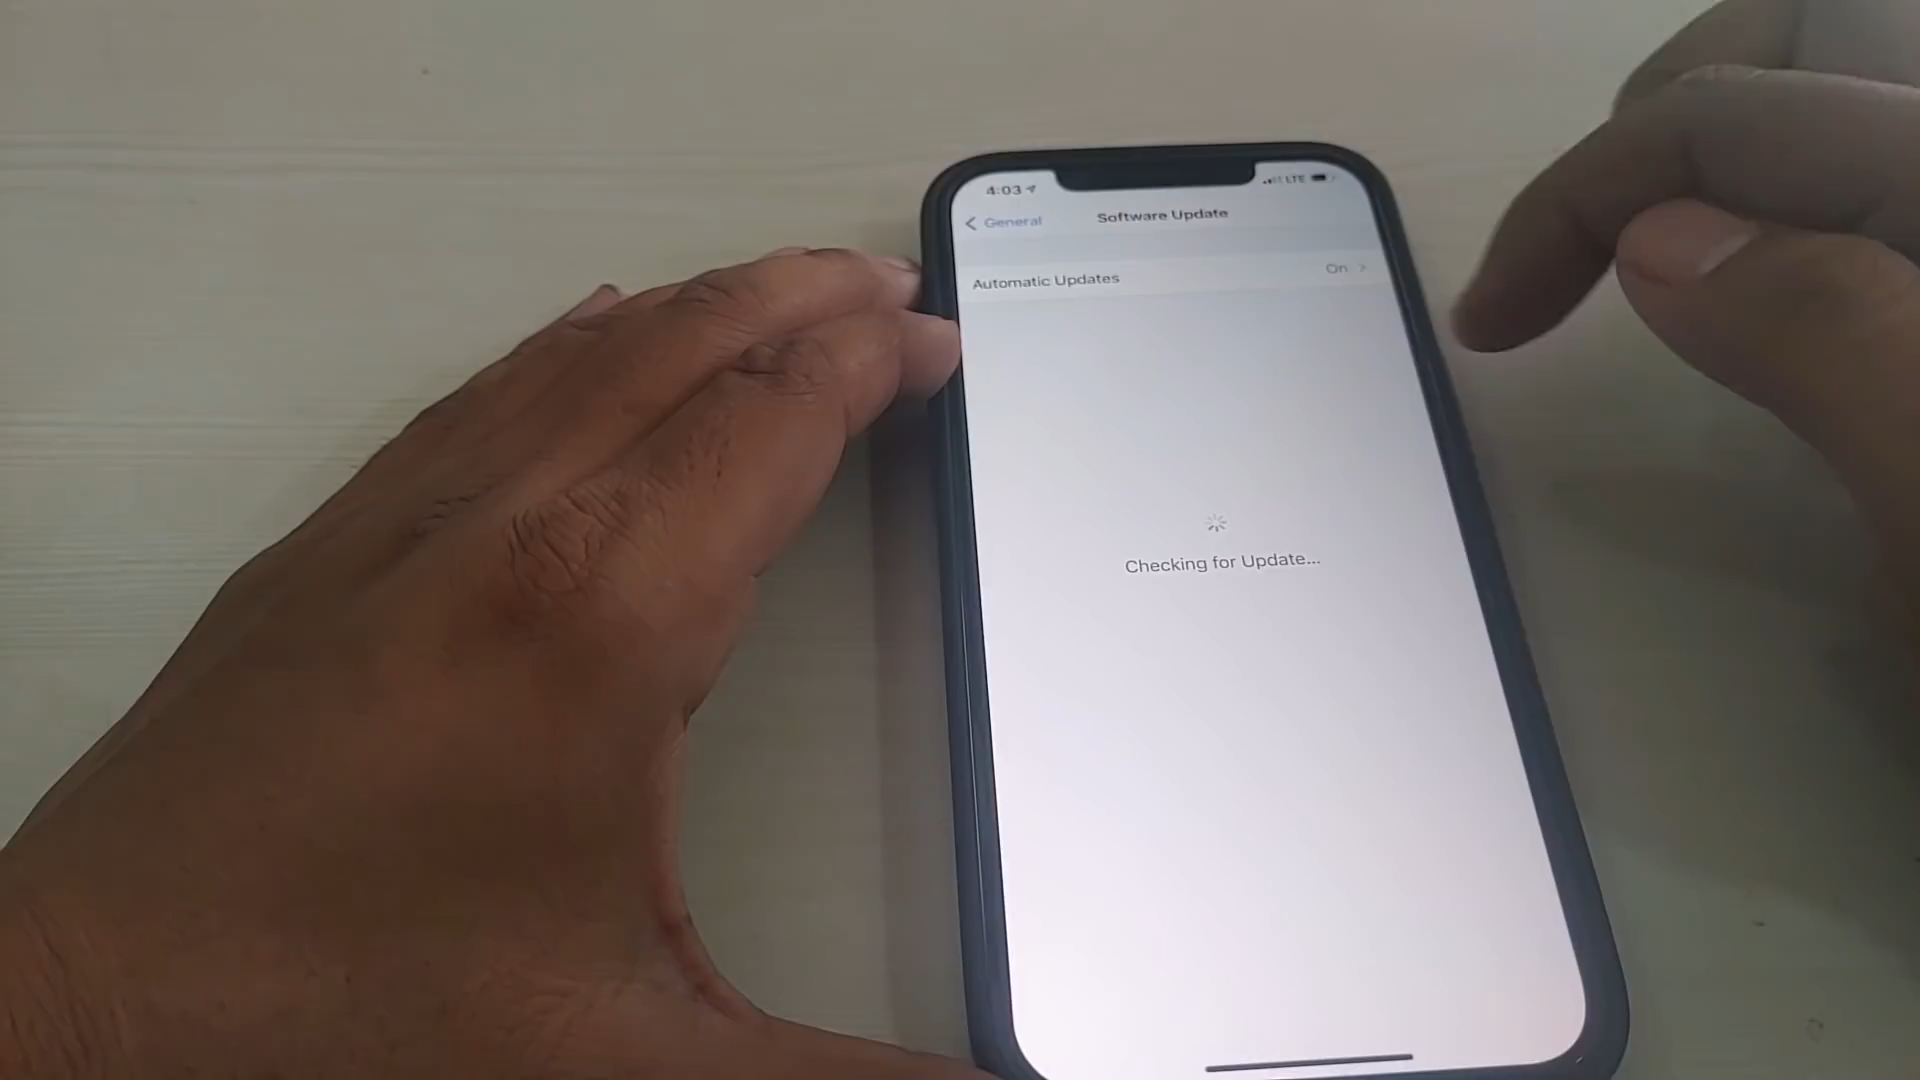 4:03 LTE
General Software Update
Automatic Updates On
Checking for Update...